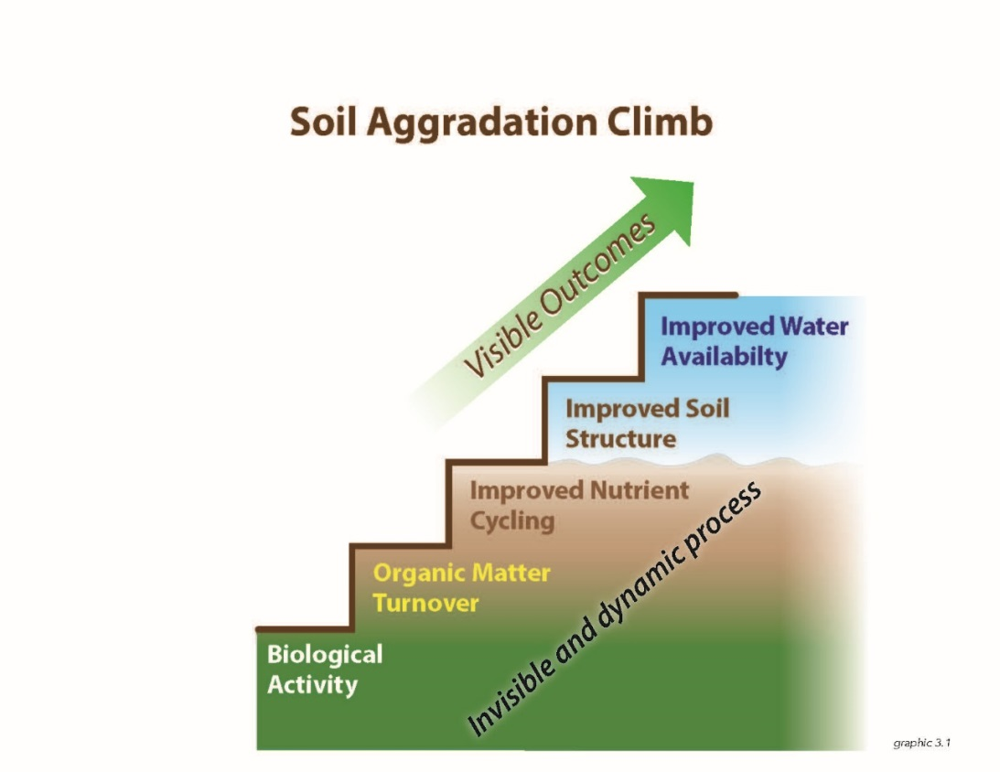 Soil Aggradation Climb
Visible Outcomes
Improved Water
Availabilty
Improved Soil
Structure
Improved Nutrient
Cycling
Organic Matter
Turnover
Biological
Activity
Invisible and dynamic process
graphic 3.1